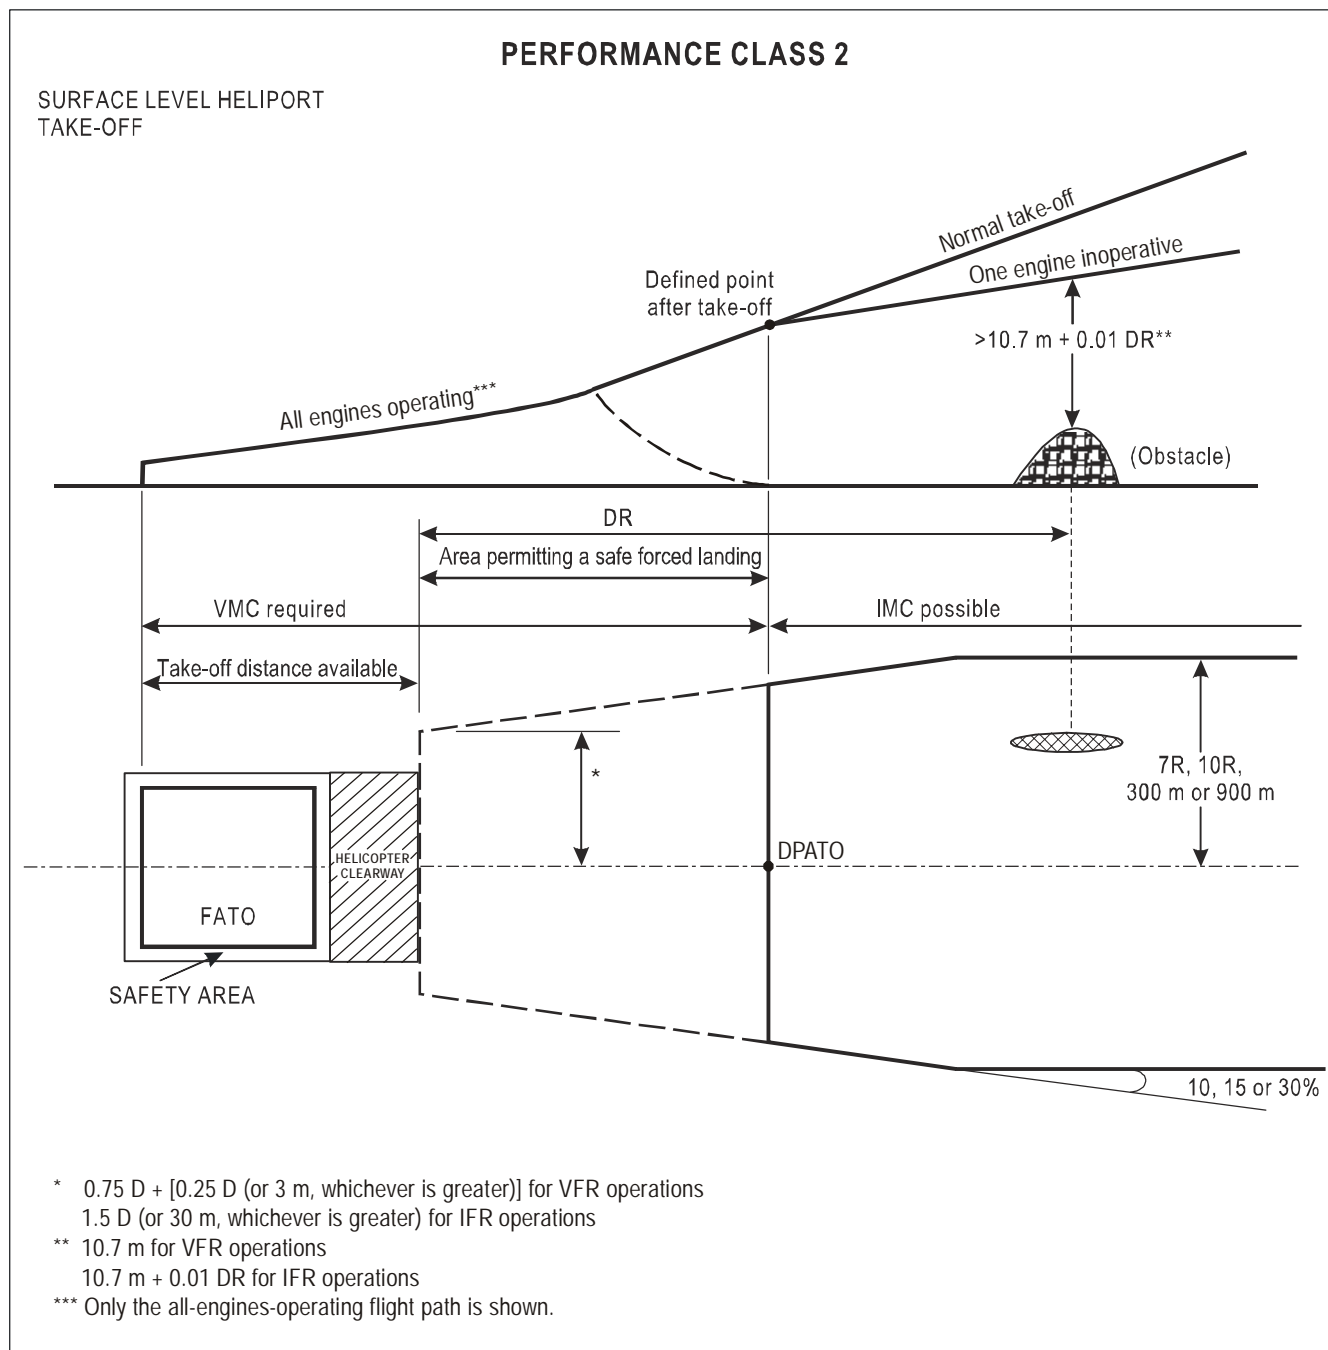 PERFORMANCE CLASS 2
SURFACE LEVEL HELIPORT
TAKE-OFF
Normal take-off
One engine inoperative
Defined point
after take-off
>10.7 m + 0.01 DR**
All engines operating***
(Obstacle)
DR
Area permitting a safe forced landing
VMC required
IMC possible
Take-off distance available
*
7R, 10R,
300 m or 900 m
DPATO
HELICOPTER
CLEARWAY
FATO
SAFETY AREA
10, 15 or 30%
* 0.75 D + [0.25 D (or 3 m, whichever is greater)] for VFR operations
1.5 D (or 30 m, whichever is greater) for IFR operations
** 10.7 m for VFR operations
10.7 m + 0.01 DR for IFR operations
*** Only the all-engines-operating flight path is shown.